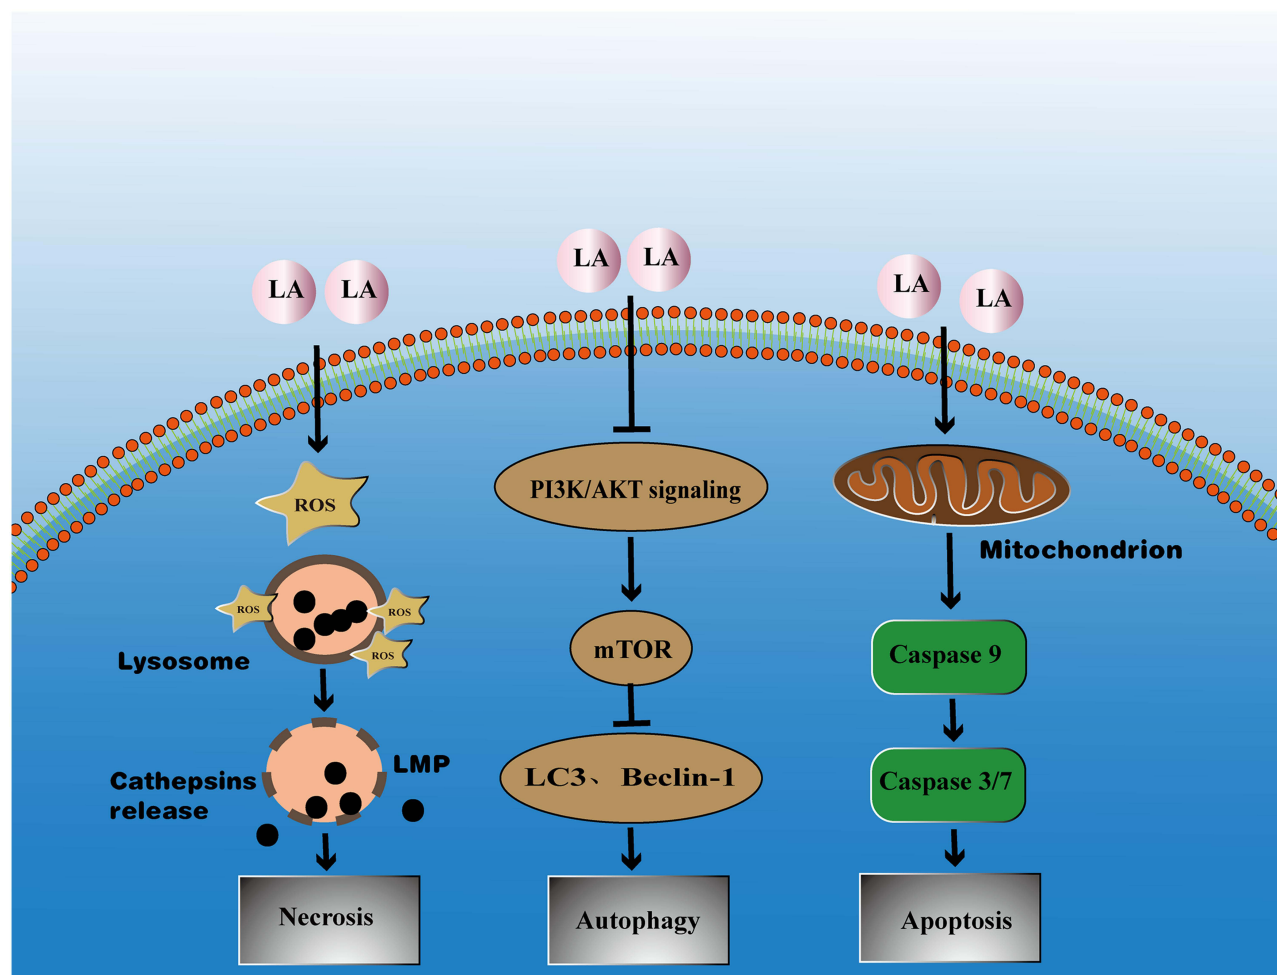 LA LA
LA LA
LA LA
ROS
PI3K/AKT signaling
Mitochondrion
ROS
ROS
ROS
Lysosome
mTOR
Caspase 9
LMP
Cathepsins
release
LC3、 Beclin-1
Caspase 3/7
Necrosis
Autophagy
Apoptosis